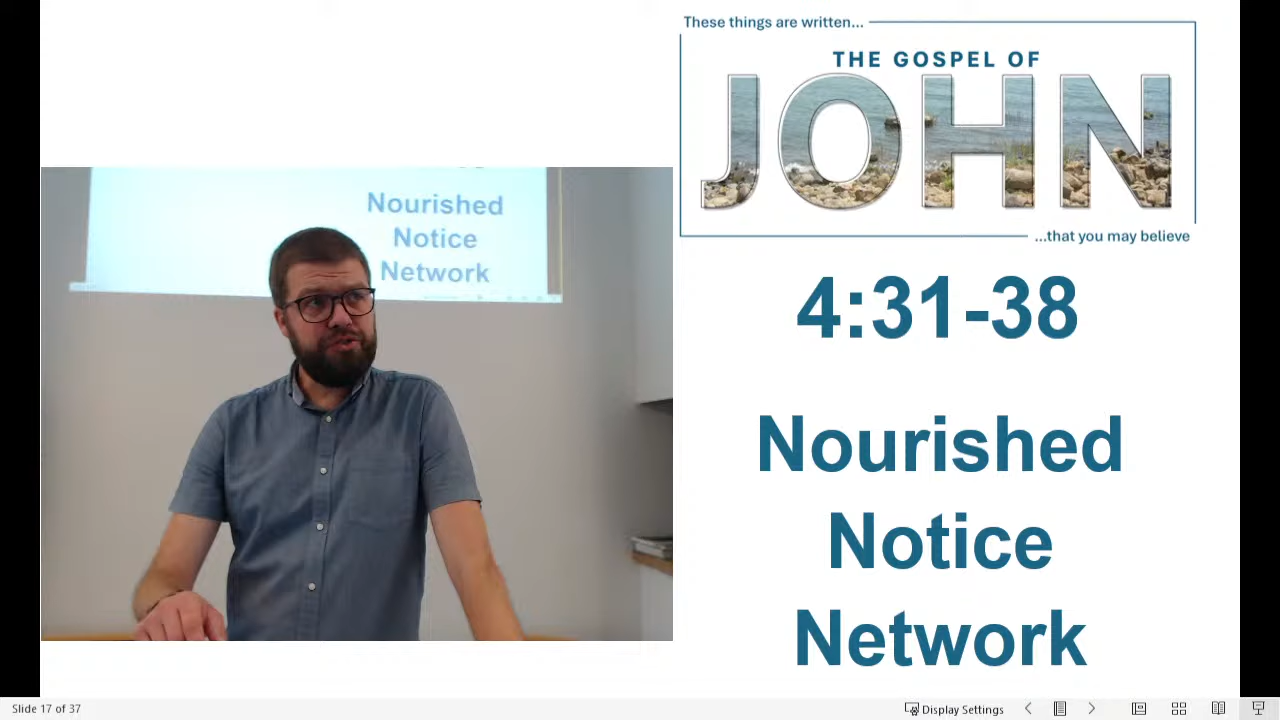 These things are written...
THE GOSPEL OF
JOHN
...that you may believe
4:31-38
Nourished
Notice
Network
Nourished
Notice
Network
Slide 17 of 37
Display Settings